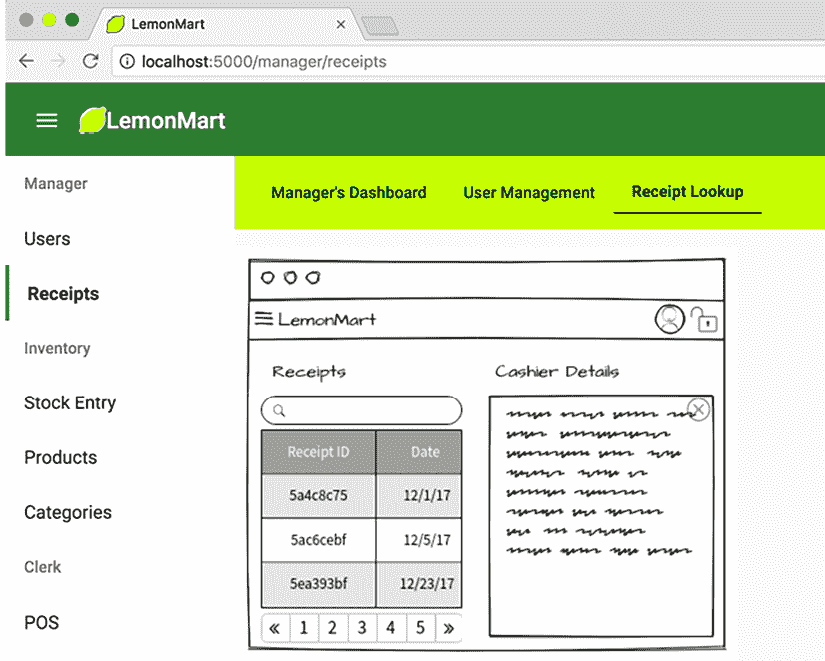 LemonMart
localhost:5000/manager/receipts
LemonMart
Manager
Users
Receipts
Inventory
Stock Entry
Products
Categories
Clerk
POS
Manager's Dashboard User Management Receipt Lookup
LemonMart
Receipts
Receipt ID Date
5a4c8c75 12/1/17
5ac6cebf 12/5/17
5ea393bf 12/23/17
« 1 2 3 4 5 »
Cashier Details